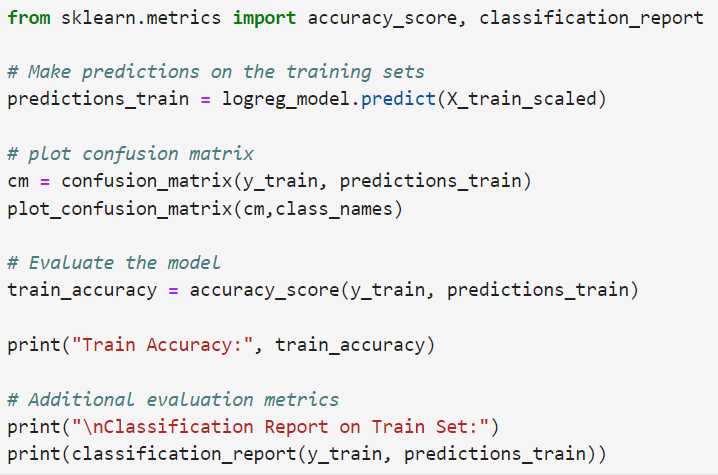 from sklearn.metrics import accuracy_score, classification_report
# Make predictions on the training sets
predictions_train = logreg_model.predict(X_train_scaled)
# plot confusion matrix
cm = confusion_matrix(y_train, predictions_train)
plot_confusion_matrix(cm,class_names)
# Evaluate the model
train_accuracy = accuracy_score(y_train, predictions_train)
print("Train Accuracy:", train_accuracy)
# Additional evaluation metrics
print("\nClassification Report on Train Set:")
print(classification_report(y_train, predictions_train))